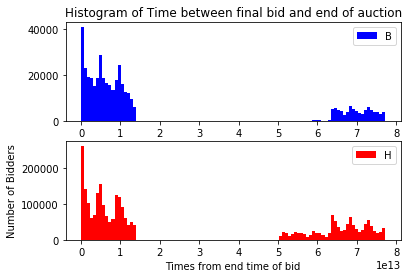 Histogram of Time between final bid and end of auction
40000
20000
0
B
0 1 2 3 4 5 6 7 8
Number of Bidders
200000
100000
0
H
0 1 2 3 4 5 6 7 8
1e13
Times from end time of bid